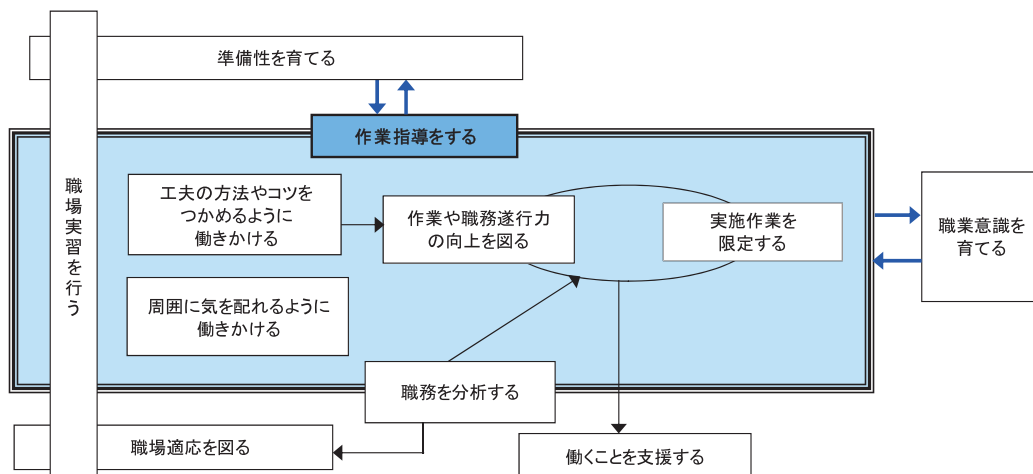 準備性を育てる
作業指導をする
職場実習を行う
工夫の方法やコツを
つかめるように
働きかける
作業や職務遂行力
の向上を図る
実施作業を
限定する
職業意識を
育てる
周囲に気を配れるように
働きかける
職務を分析する
職場適応を図る
働くことを支援する